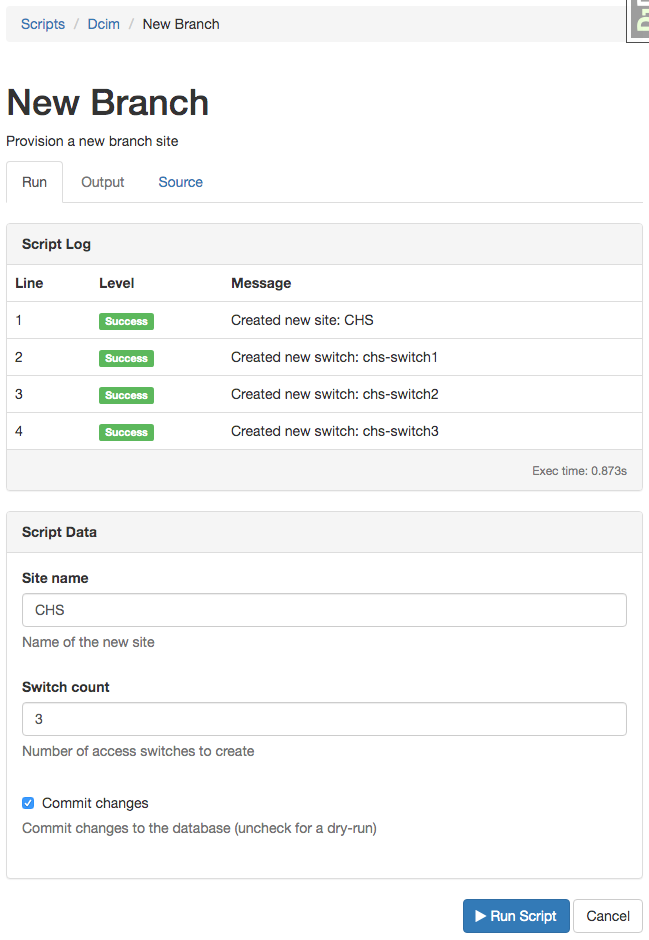 Scripts / Dcim / New Branch
New Branch
Provision a new branch site
Run Output Source
Script Log
Line Level Message
1 Success Created new site: CHS
2 Success Created new switch: chs-switch1
3 Success Created new switch: chs-switch2
4 Success Created new switch: chs-switch3
Exec time: 0.873s
Script Data
Site name
CHS
Name of the new site
Switch count
3
Number of access switches to create
Commit changes
Commit changes to the database (uncheck for a dry-run)
Run Script Cancel